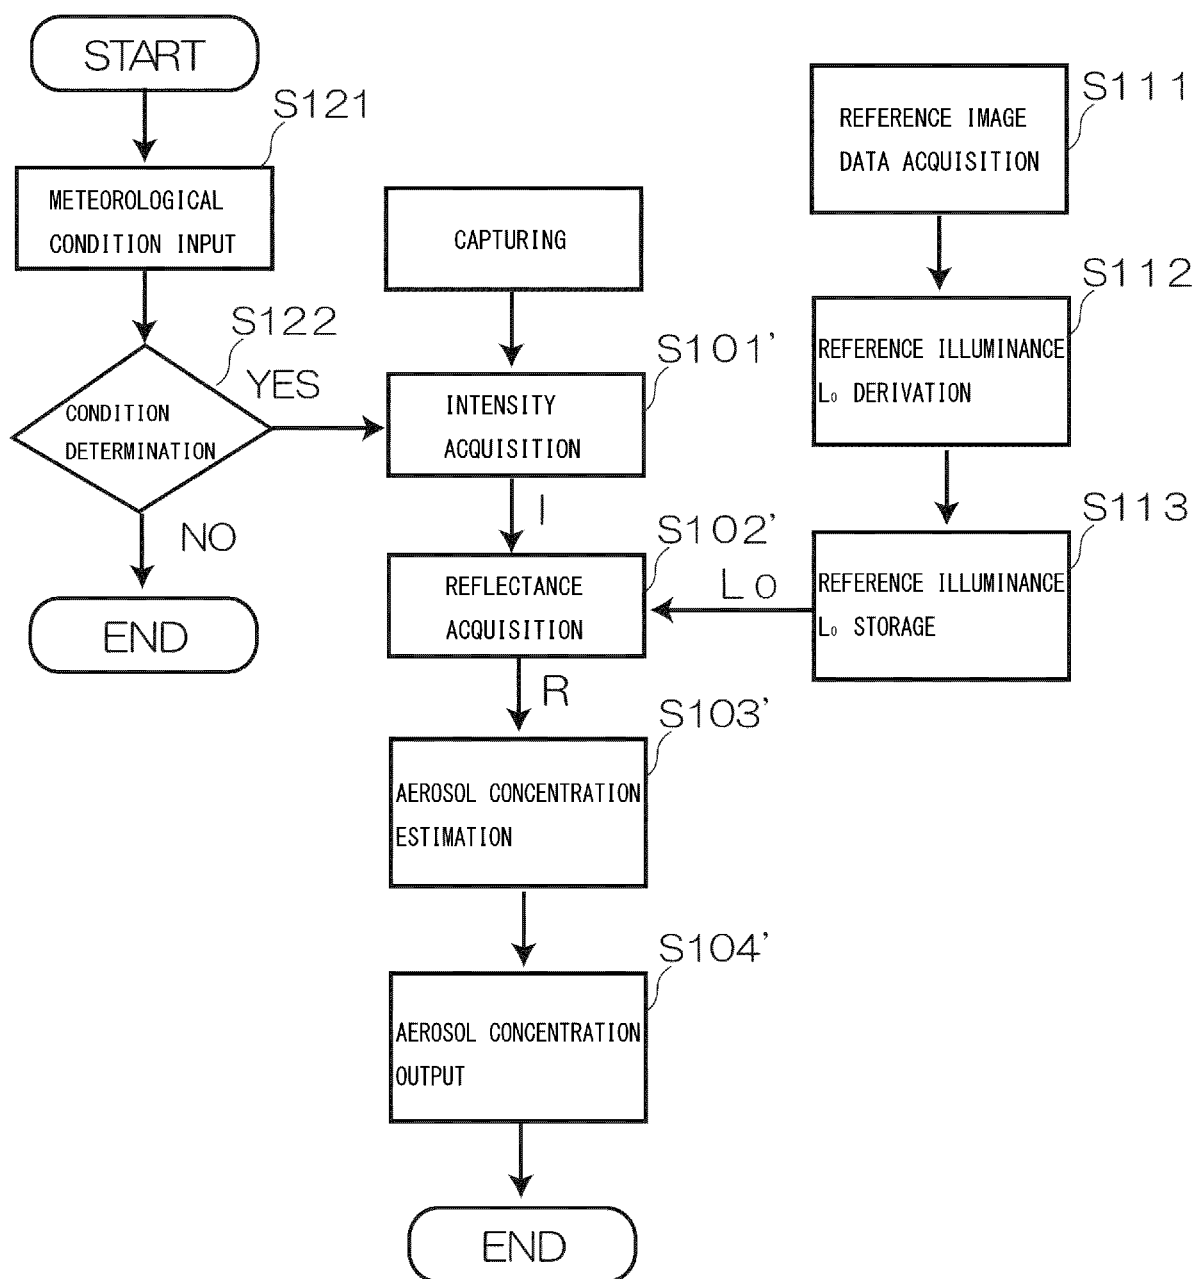 START
S121
METEOROLOGICAL
CONDITION INPUT
S122
CONDITION
DETERMINATION
YES
NO
END
CAPTURING
S101'
INTENSITY
ACQUISITION
I
S102'
REFLECTANCE
ACQUISITION
R
S103'
AEROSOL CONCENTRATION
ESTIMATION
S104'
AEROSOL CONCENTRATION
OUTPUT
END
S111
REFERENCE IMAGE
DATA ACQUISITION
S112
REFERENCE ILLUMINANCE
L₀ DERIVATION
S113
REFERENCE ILLUMINANCE
L₀ STORAGE
L0